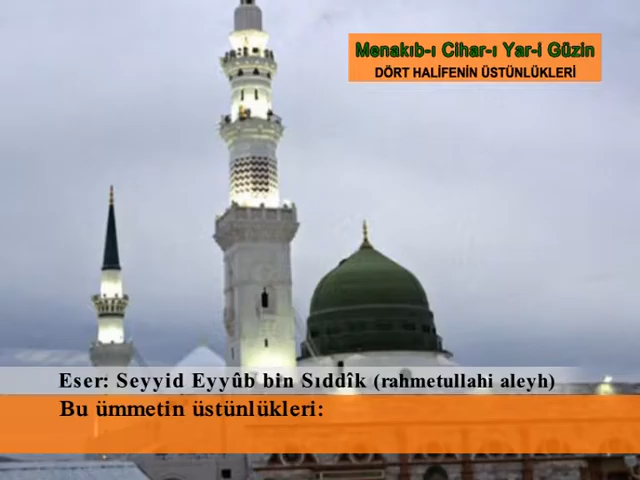 Menakıb-ı Cihar-ı Yar-i Güzin
DÖRT HALİFENİN ÜSTÜNLÜKLERİ
Eser: Seyyid Eyyûb bin Sıddîk (rahmetullahi aleyh)
Bu ümmetin üstünlükleri: